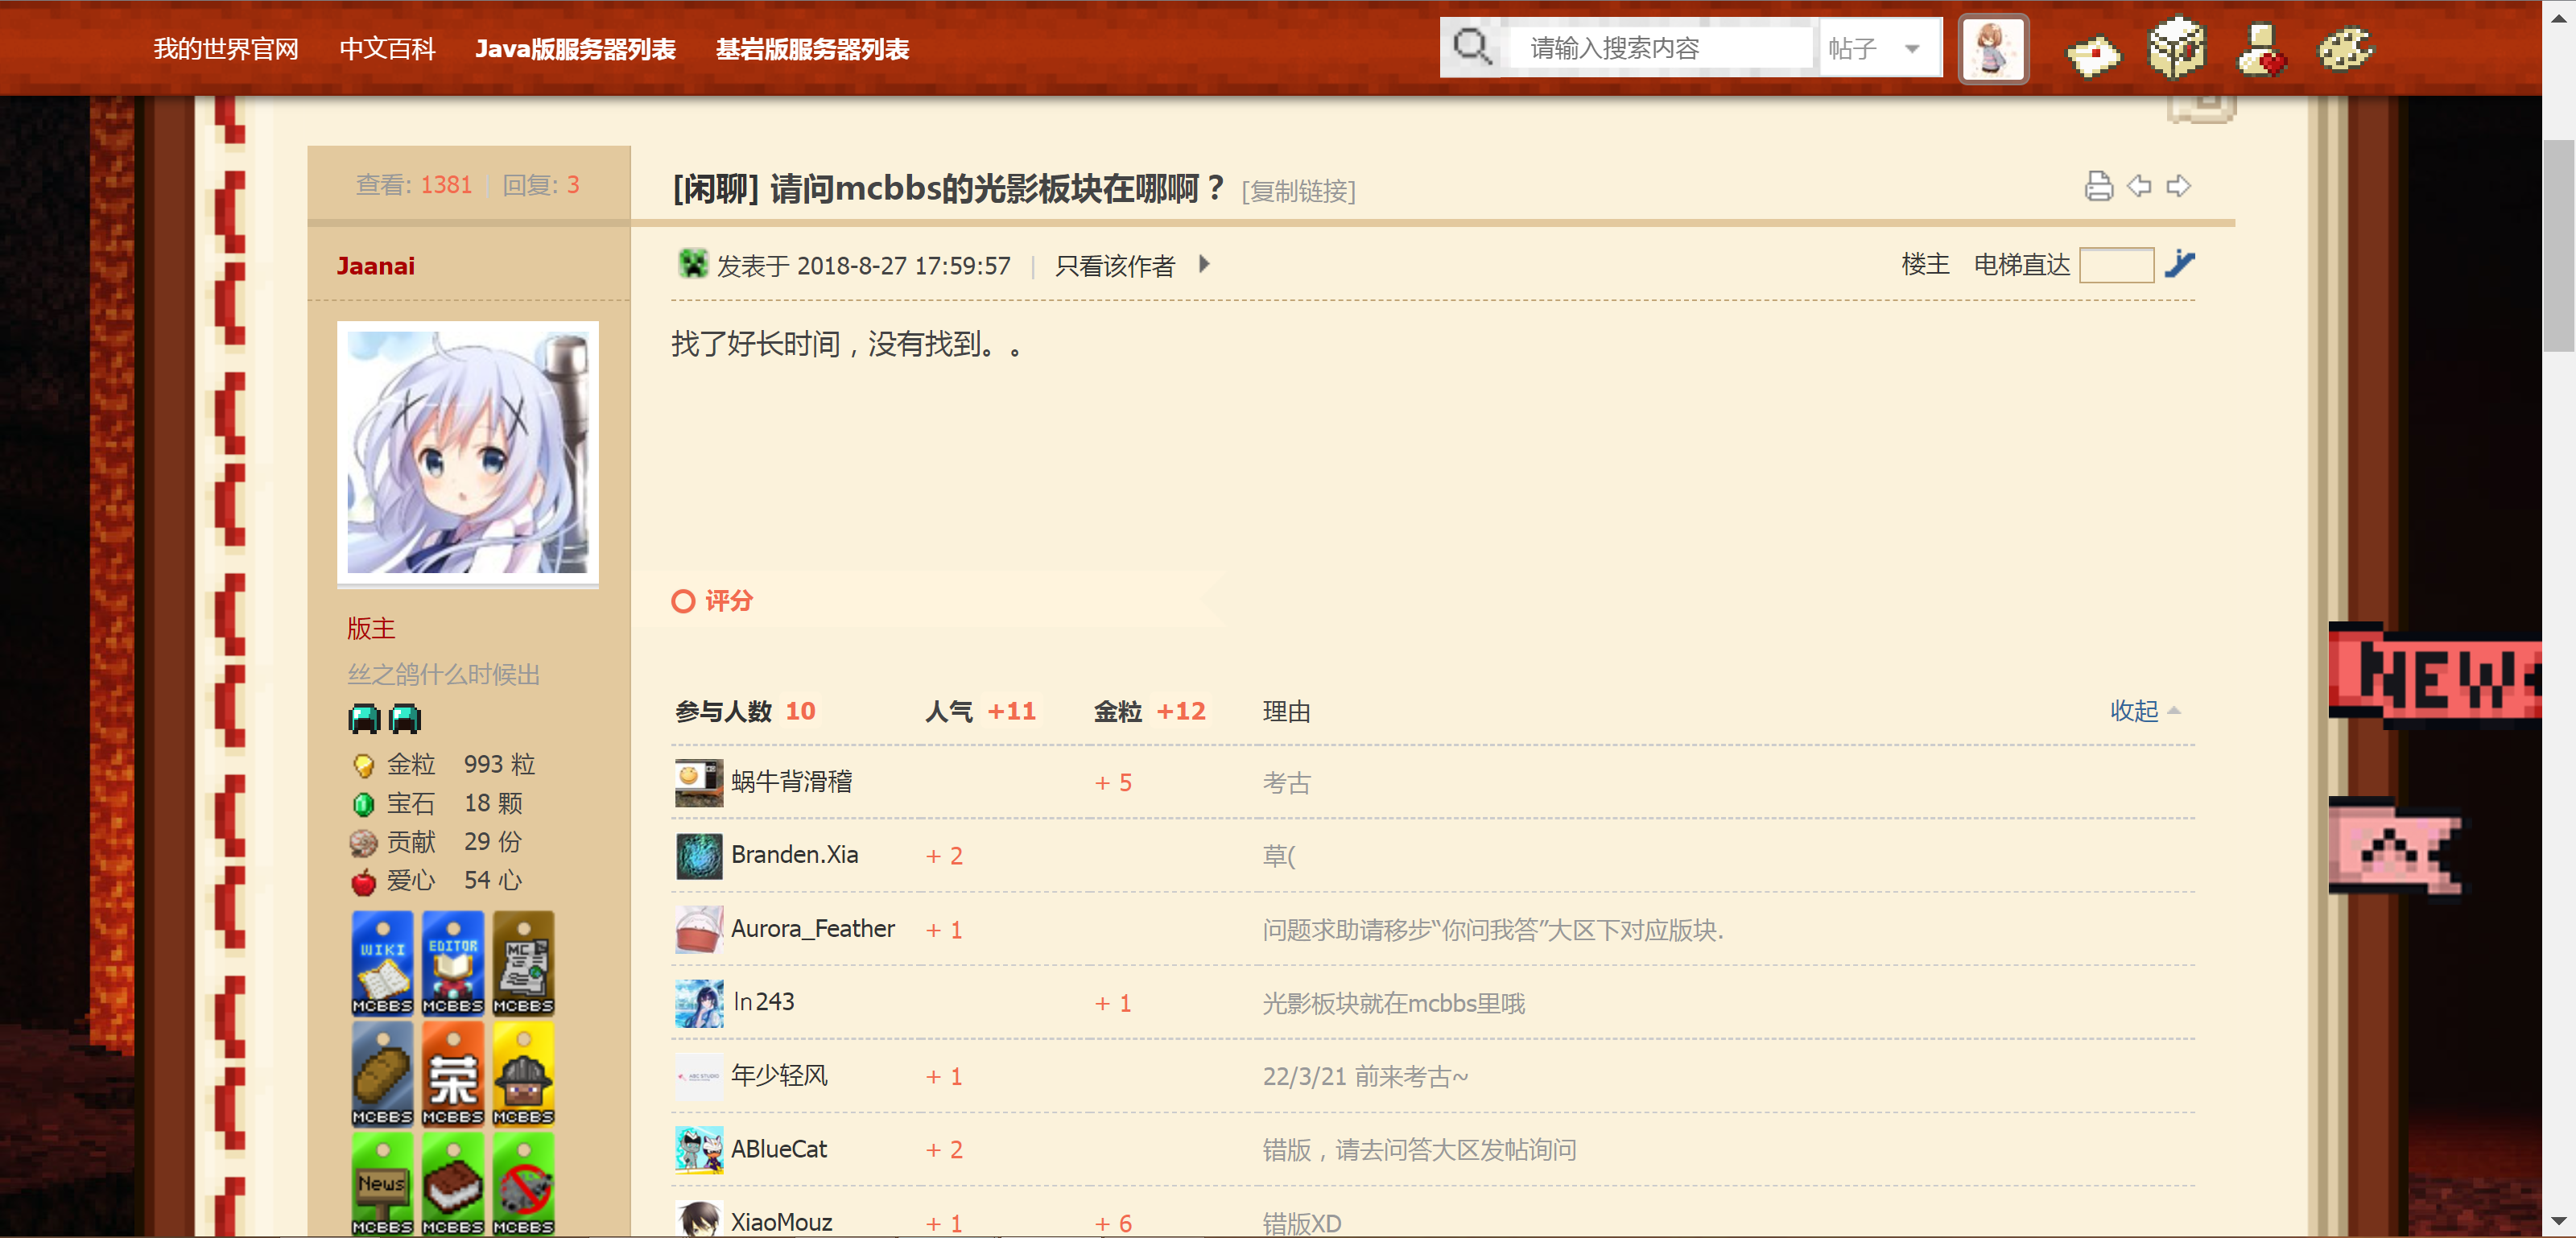 我的世界官网 中文百科 Java版服务器列表 基岩版服务器列表 请输入搜索内容 帖子
查看: 1381 | 回复: 3
[闲聊] 请问mcbbs的光影板块在哪啊？ [复制链接]
Jaanai
发表于 2018-8-27 17:59:57 | 只看该作者
楼主 电梯直达
找了好长时间，没有找到。。
版主
丝之鸽什么时候出
金粒 993 粒
宝石 18 颗
贡献 29 份
爱心 54 心
WIKI MCBBS
EDITOR MCBBS
MC MCBBS
MCBBS
荣 MCBBS
MCBBS
News MCBBS
MCBBS
MCBBS
评分
参与人数 10 人气 +11 金粒 +12 理由 收起
蜗牛背滑稽 + 5 考古
Branden.Xia + 2 草(
Aurora_Feather + 1 问题求助请移步“你问我答”大区下对应版块.
ln243 + 1 光影板块就在mcbbs里哦
年少轻风 + 1 22/3/21 前来考古~
ABlueCat + 2 错版，请去问答大区发帖询问
XiaoMouz + 1 + 6 错版XD
NEW